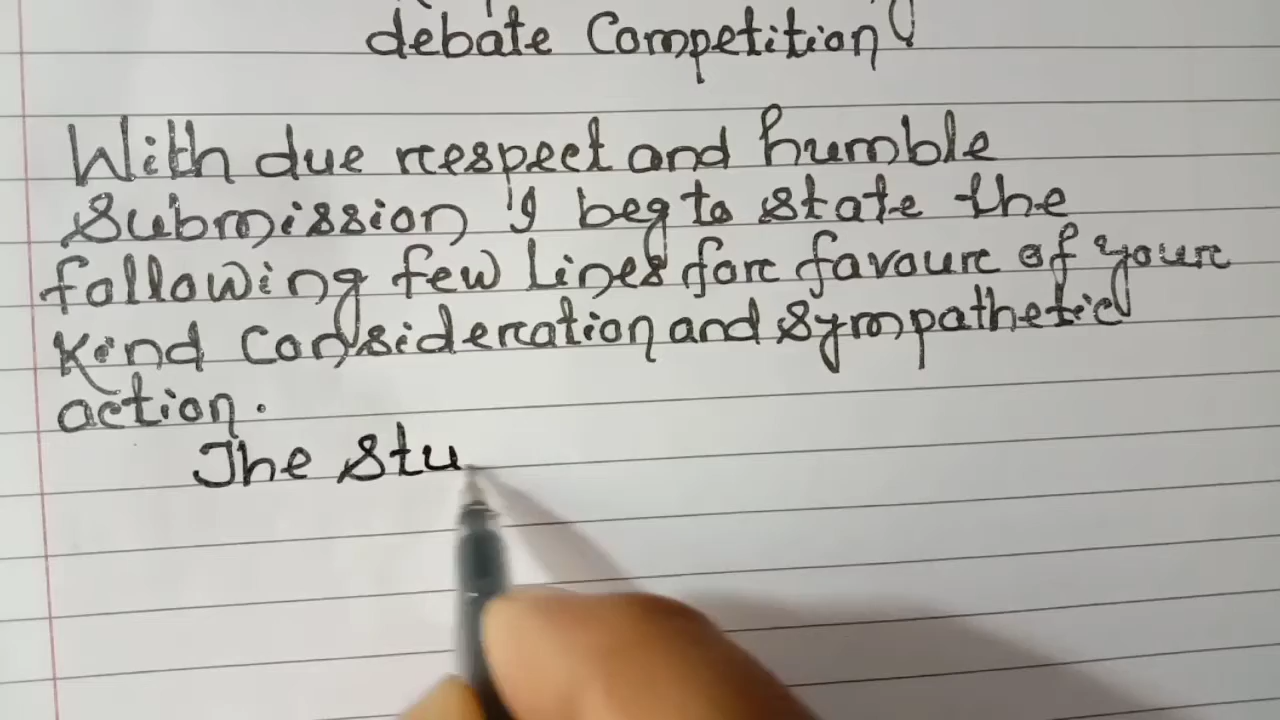 debate Competition
With due respect and humble
Submission I beg to state the
following few lines for favour of your
Kind Consideration and Sympathetic
action.
The Stu